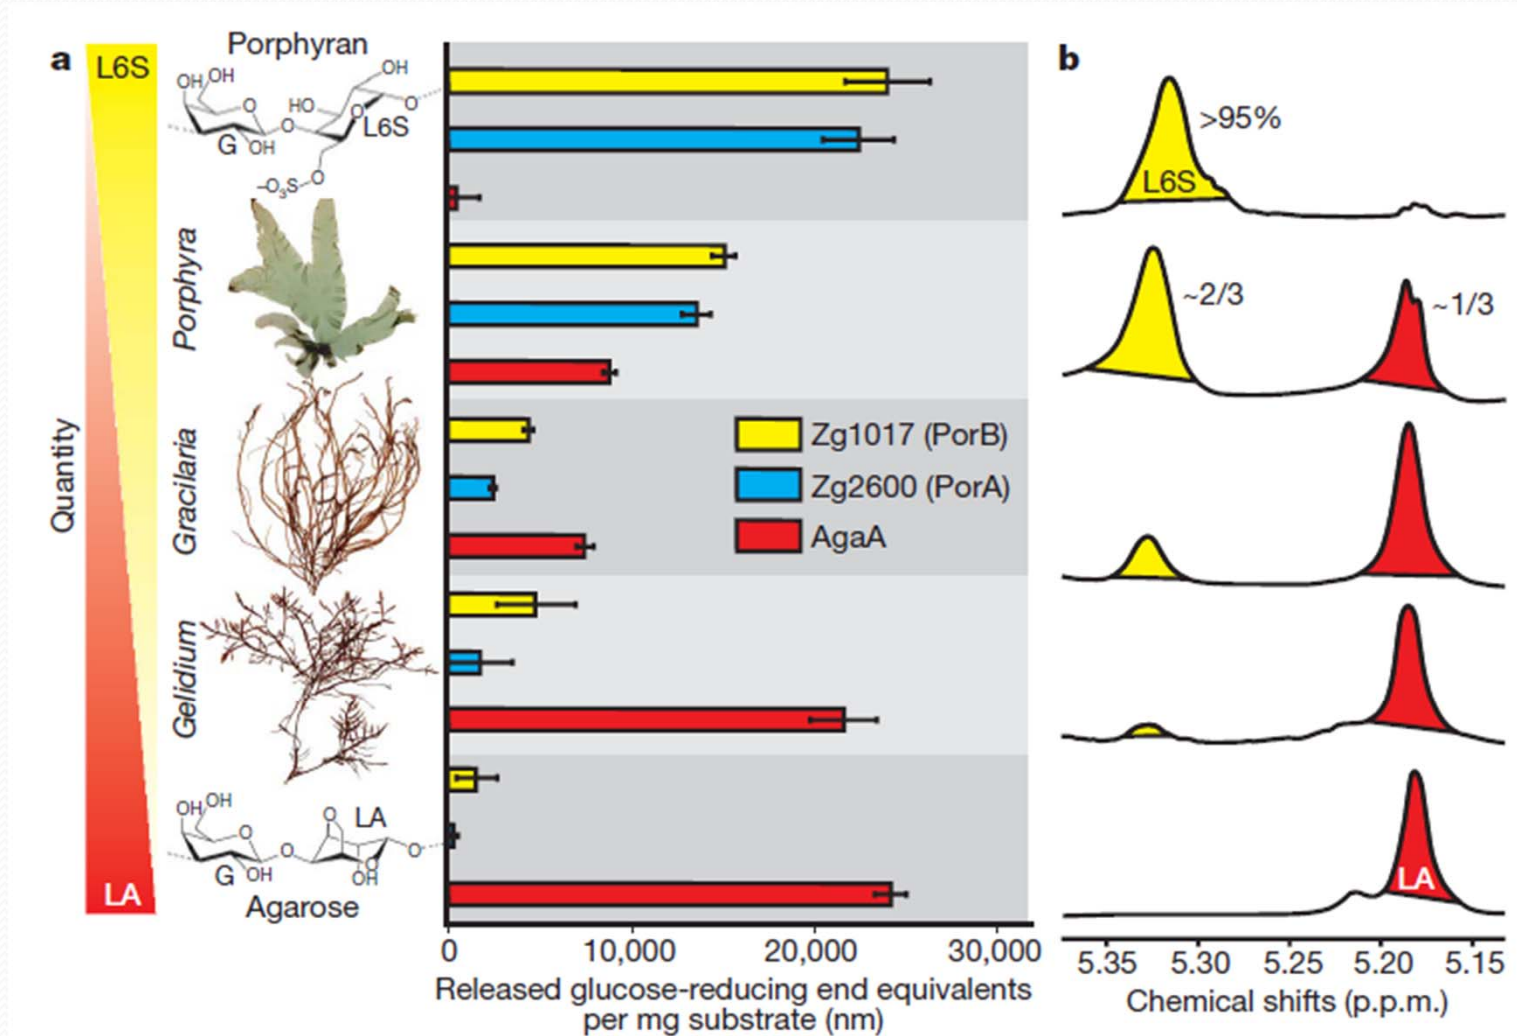 a
L6S
Porphyran
OH OH
OH
HO
O
O
O
O
L6S
G OH
O
–O3S
Porphyra
Quantity
Gracilaria
Gelidium
OH OH
O
O
LA
O
O
O
G OH
OH
LA
Agarose
Zg1017 (PorB)
Zg2600 (PorA)
AgaA
0 10,000 20,000 30,000
Released glucose-reducing end equivalents
per mg substrate (nm)
b
>95%
L6S
~2/3
~1/3
LA
5.35 5.30 5.25 5.20 5.15
Chemical shifts (p.p.m.)